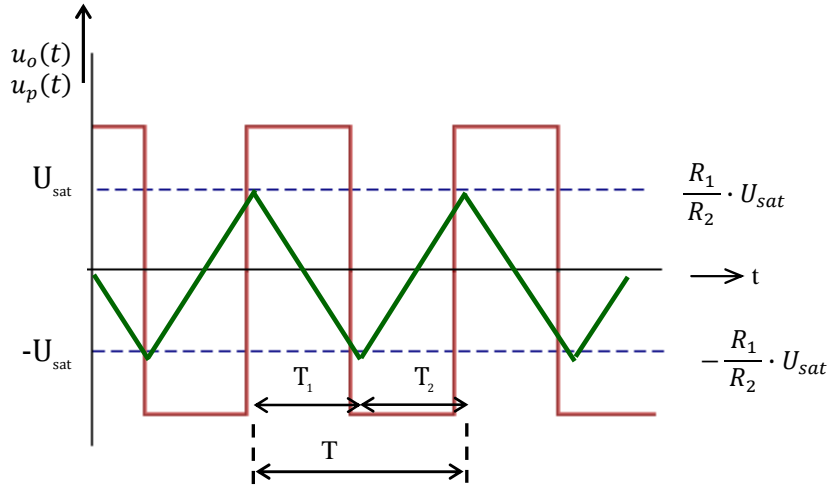 u_o(t)
u_p(t)
U_sat
R_1/R_2 · U_sat
t
-U_sat
− R_1/R_2 · U_sat
T_1
T_2
T